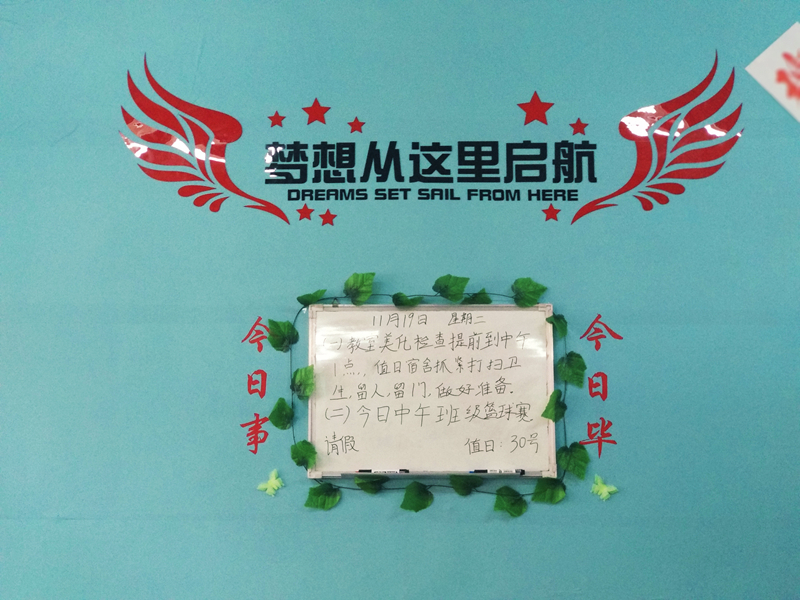 梦想从这里启航
DREAMS SET SAIL FROM HERE
今日事
今日毕
11月19日 星期二
(一)教室美化检查提前到中午
1点,值日宿舍抓紧打扫卫
生,留人,留门,做好准备.
(二)今日中午班级篮球赛
请假 值日:30号